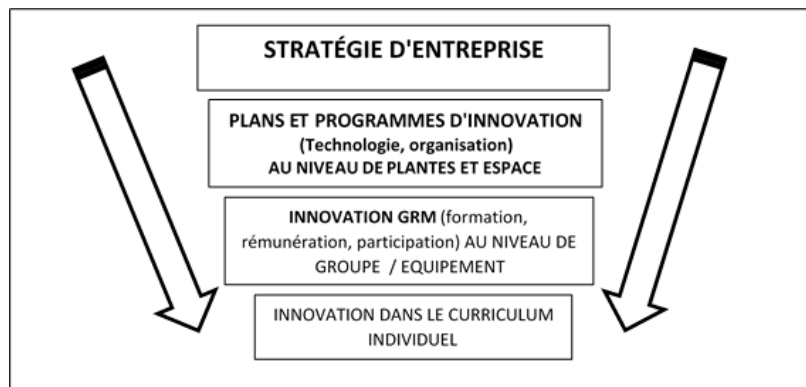 STRATÉGIE D'ENTREPRISE
PLANS ET PROGRAMMES D'INNOVATION
(Technologie, organisation)
AU NIVEAU DE PLANTES ET ESPACE
INNOVATION GRM (formation,
rémunération, participation) AU NIVEAU DE
GROUPE / EQUIPEMENT
INNOVATION DANS LE CURRICULUM
INDIVIDUEL